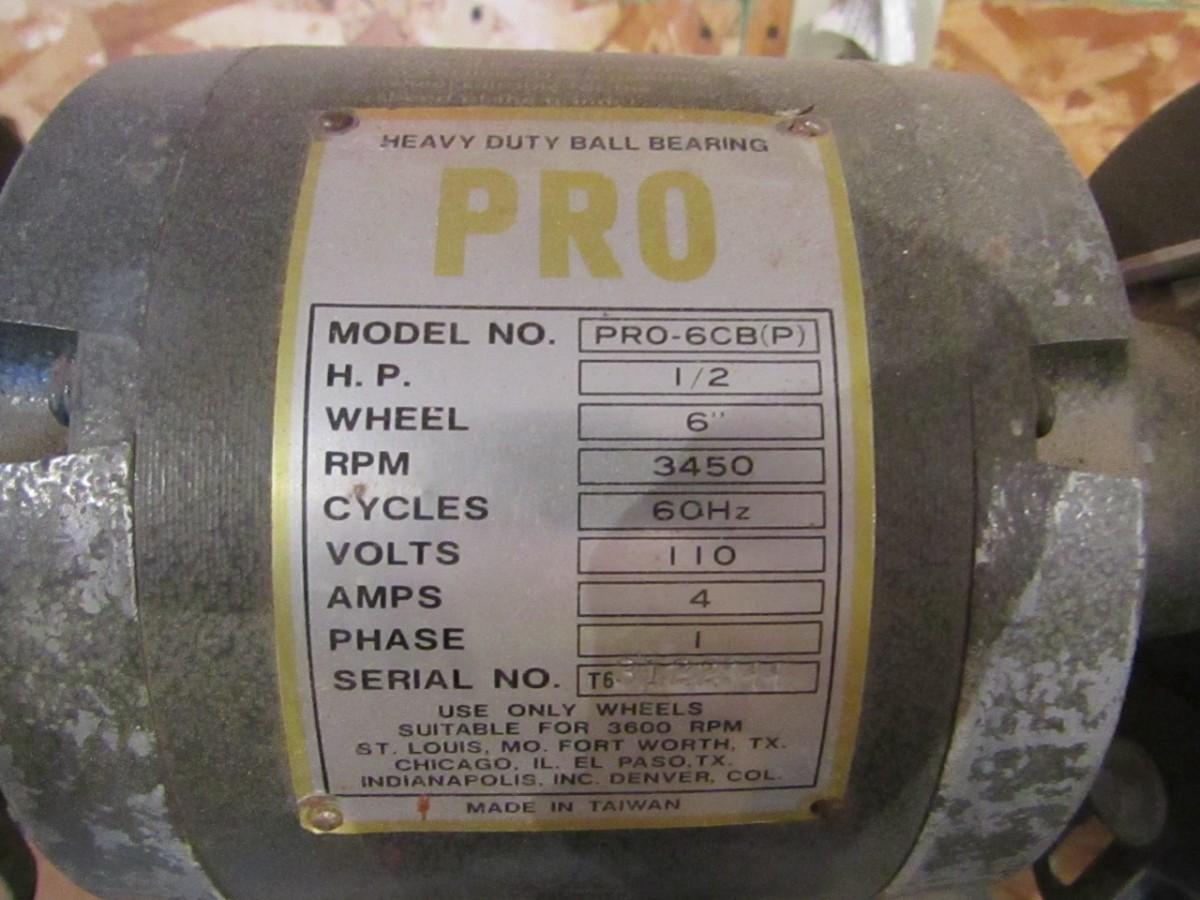 HEAVY DUTY BALL BEARING
PRO
MODEL NO. PRO-6CB(P)
H. P. 1/2
WHEEL 6"
RPM 3450
CYCLES 60Hz
VOLTS 110
AMPS 4
PHASE 1
SERIAL NO. T6
USE ONLY WHEELS
SUITABLE FOR 3600 RPM
ST. LOUIS, MO. FORT WORTH, TX.
CHICAGO, IL. EL PASO,TX.
INDIANAPOLIS, INC. DENVER, COL.
MADE IN TAIWAN